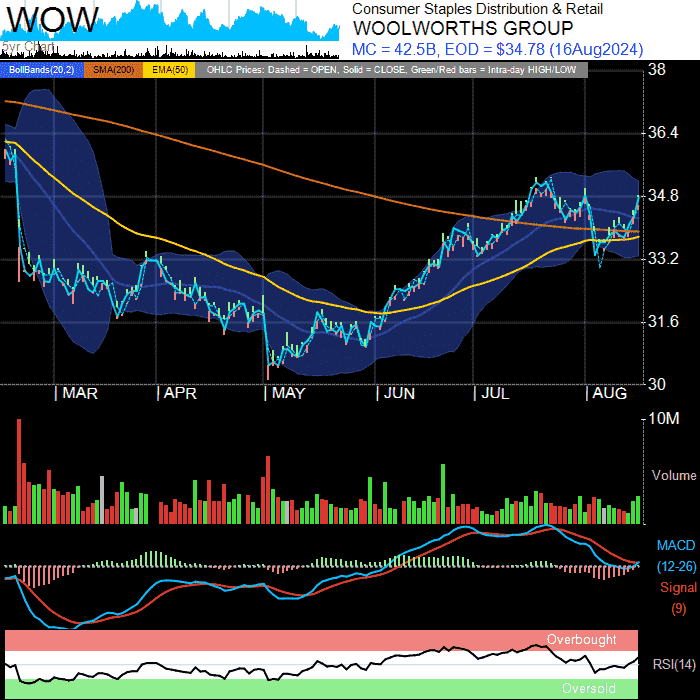 WOW
5yr Chart
Consumer Staples Distribution & Retail
WOOLWORTHS GROUP
MC = 42.5B, EOD = $34.78 (16Aug2024)
BollBands(20,2) SMA(200) EMA(50) OHLC Prices: Dashed = OPEN, Solid = CLOSE, Green/Red bars = Intra-day HIGH/LOW
38
36.4
34.8
33.2
31.6
30
MAR APR MAY JUN JUL AUG
10M
Volume
MACD
(12-26)
Signal
(9)
Overbought
RSI(14)
Oversold